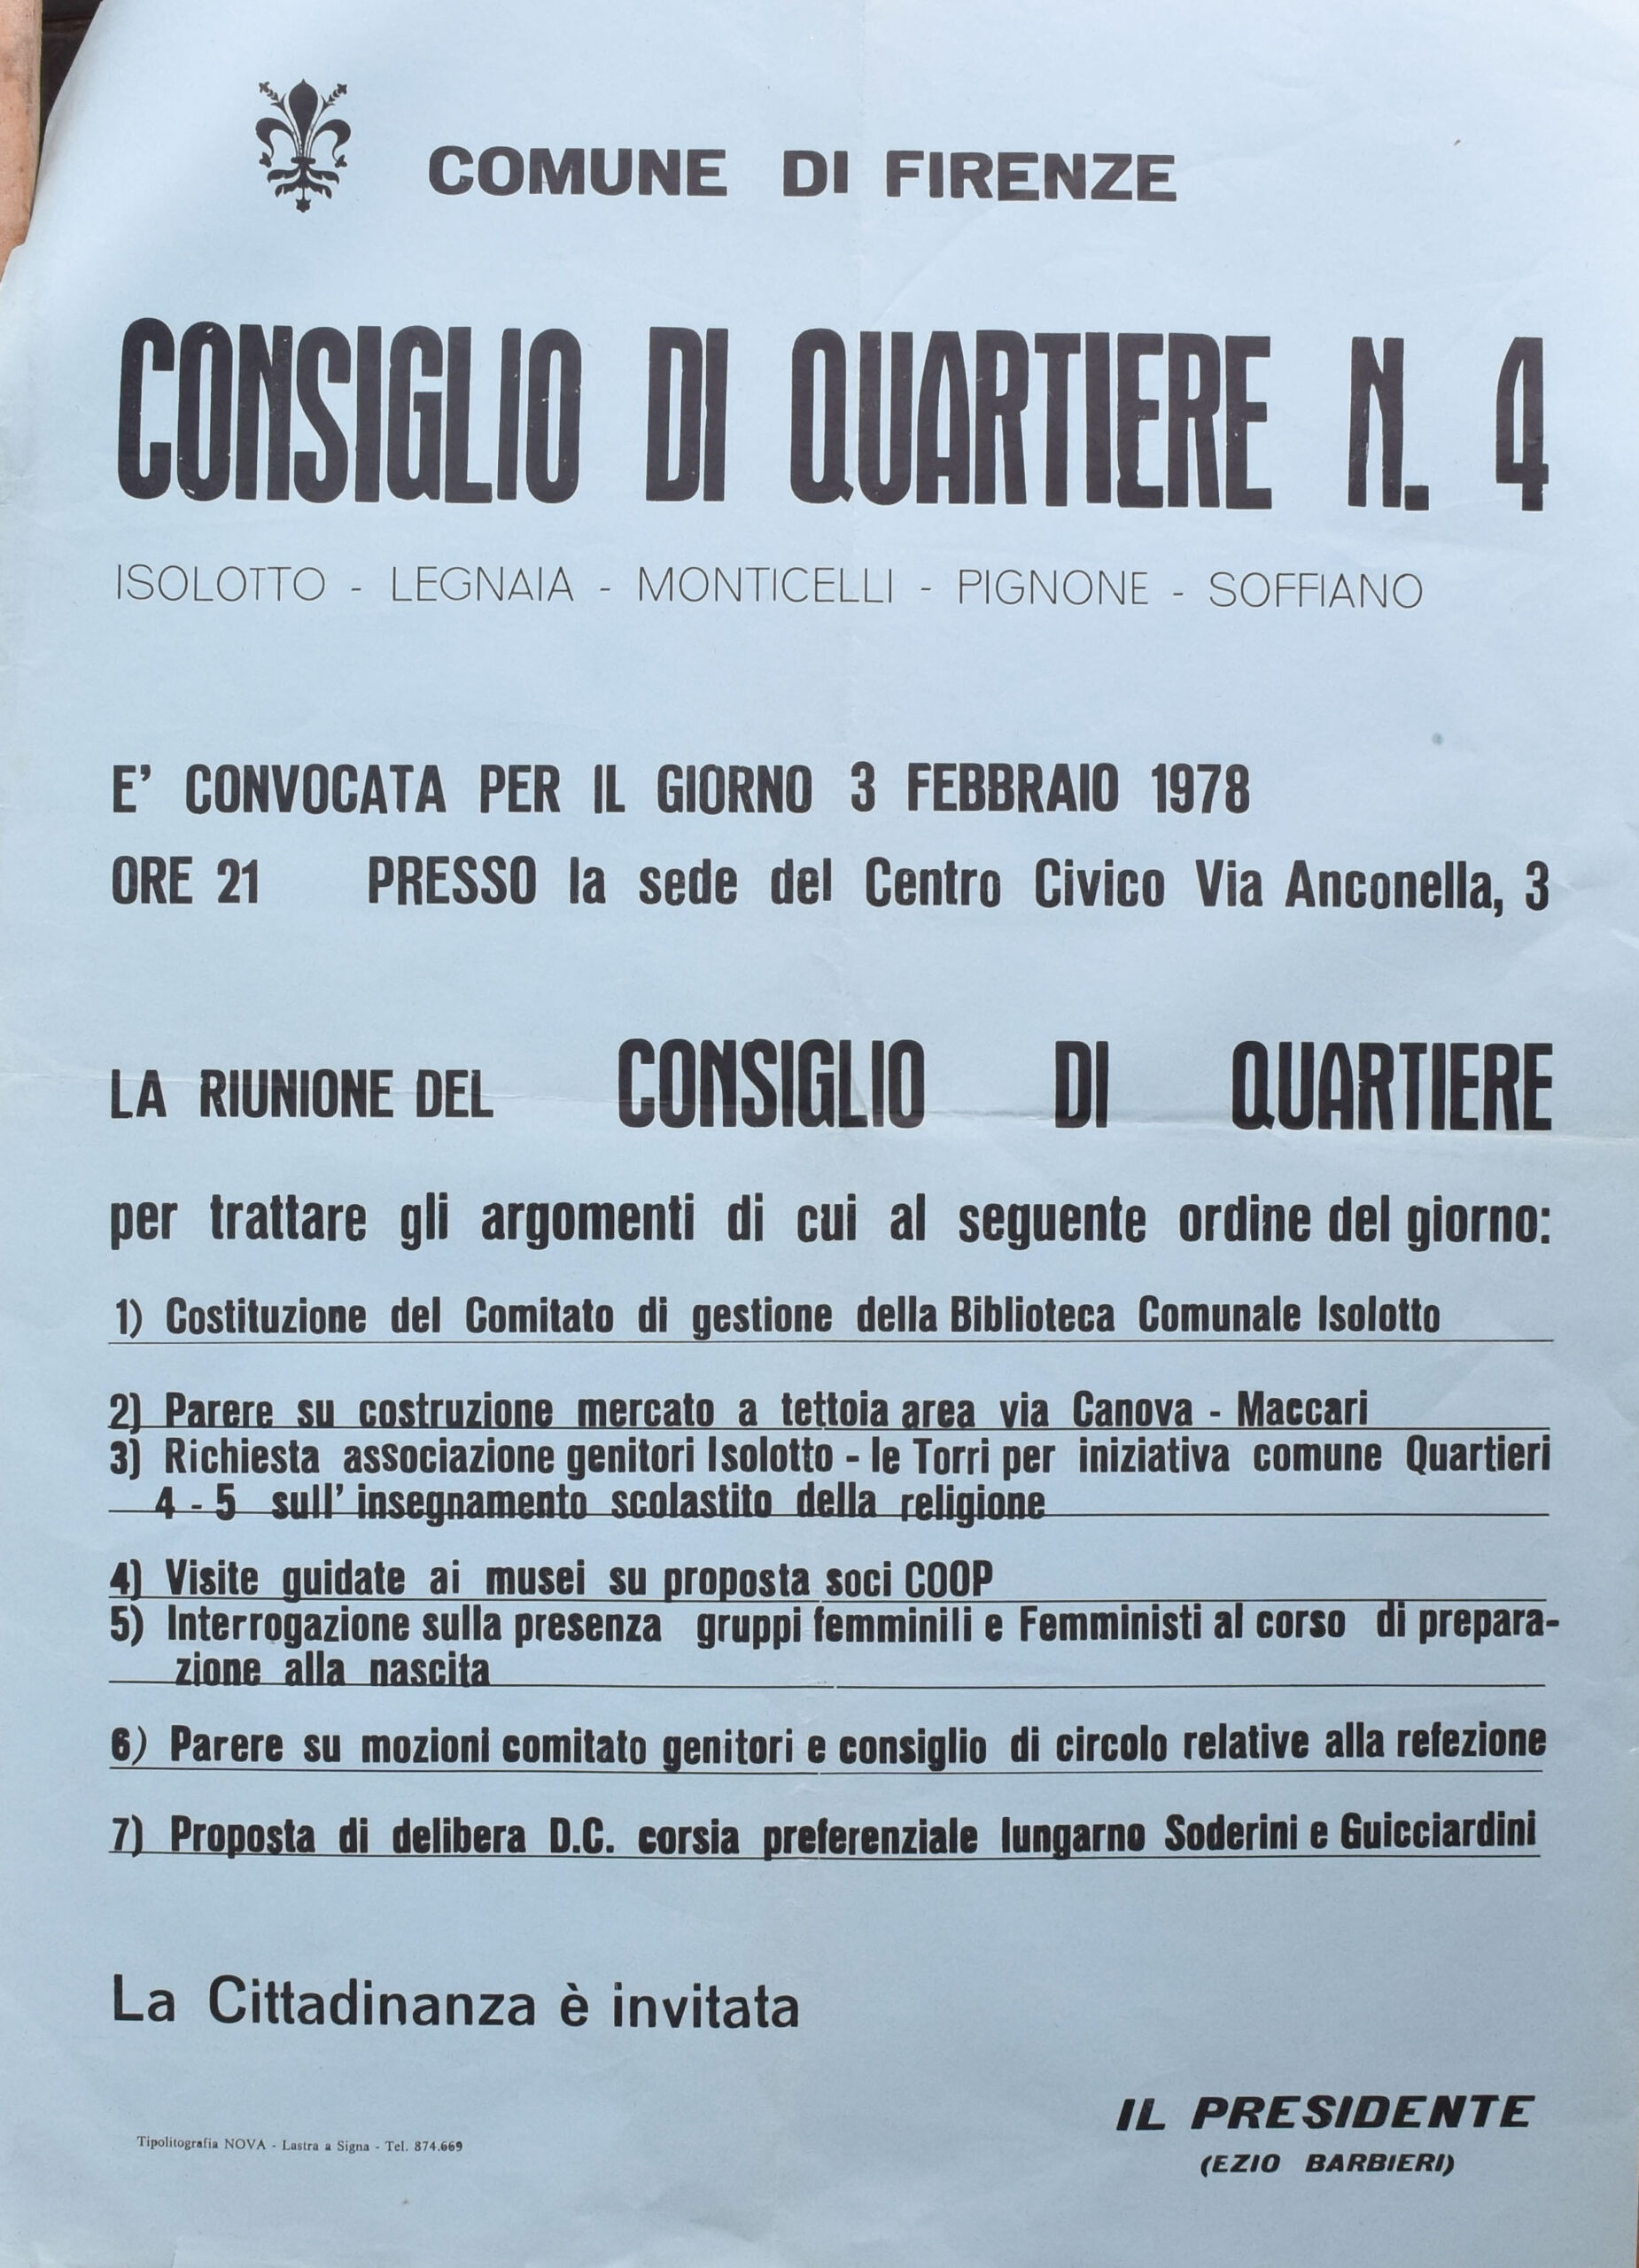 COMUNE DI FIRENZE
CONSIGLIO DI QUARTIERE N. 4
ISOLOTTO - LEGNAIA - MONTICELLI - PIGNONE - SOFFIANO
E' CONVOCATA PER IL GIORNO 3 FEBBRAIO 1978
ORE 21 PRESSO la sede del Centro Civico Via Anconella, 3
LA RIUNIONE DEL CONSIGLIO DI QUARTIERE
per trattare gli argomenti di cui al seguente ordine del giorno:
1) Costituzione del Comitato di gestione della Biblioteca Comunale Isolotto
2) Parere su costruzione mercato a tettoia area via Canova - Maccari
3) Richiesta associazione genitori Isolotto - le Torri per iniziativa comune Quartieri
4 - 5 sull' insegnamento scolastito della religione
4) Visite guidate ai musei su proposta soci COOP
5) Interrogazione sulla presenza gruppi femminili e Femministi al corso di prepara-
zione alla nascita
6) Parere su mozioni comitato genitori e consiglio di circolo relative alla refezione
7) Proposta di delibera D.C. corsia preferenziale lungarno Soderini e Guicciardini
La Cittadinanza è invitata
IL PRESIDENTE
(EZIO BARBIERI)
Tipolitografia NOVA - Lastra a Signa - Tel. 874.669